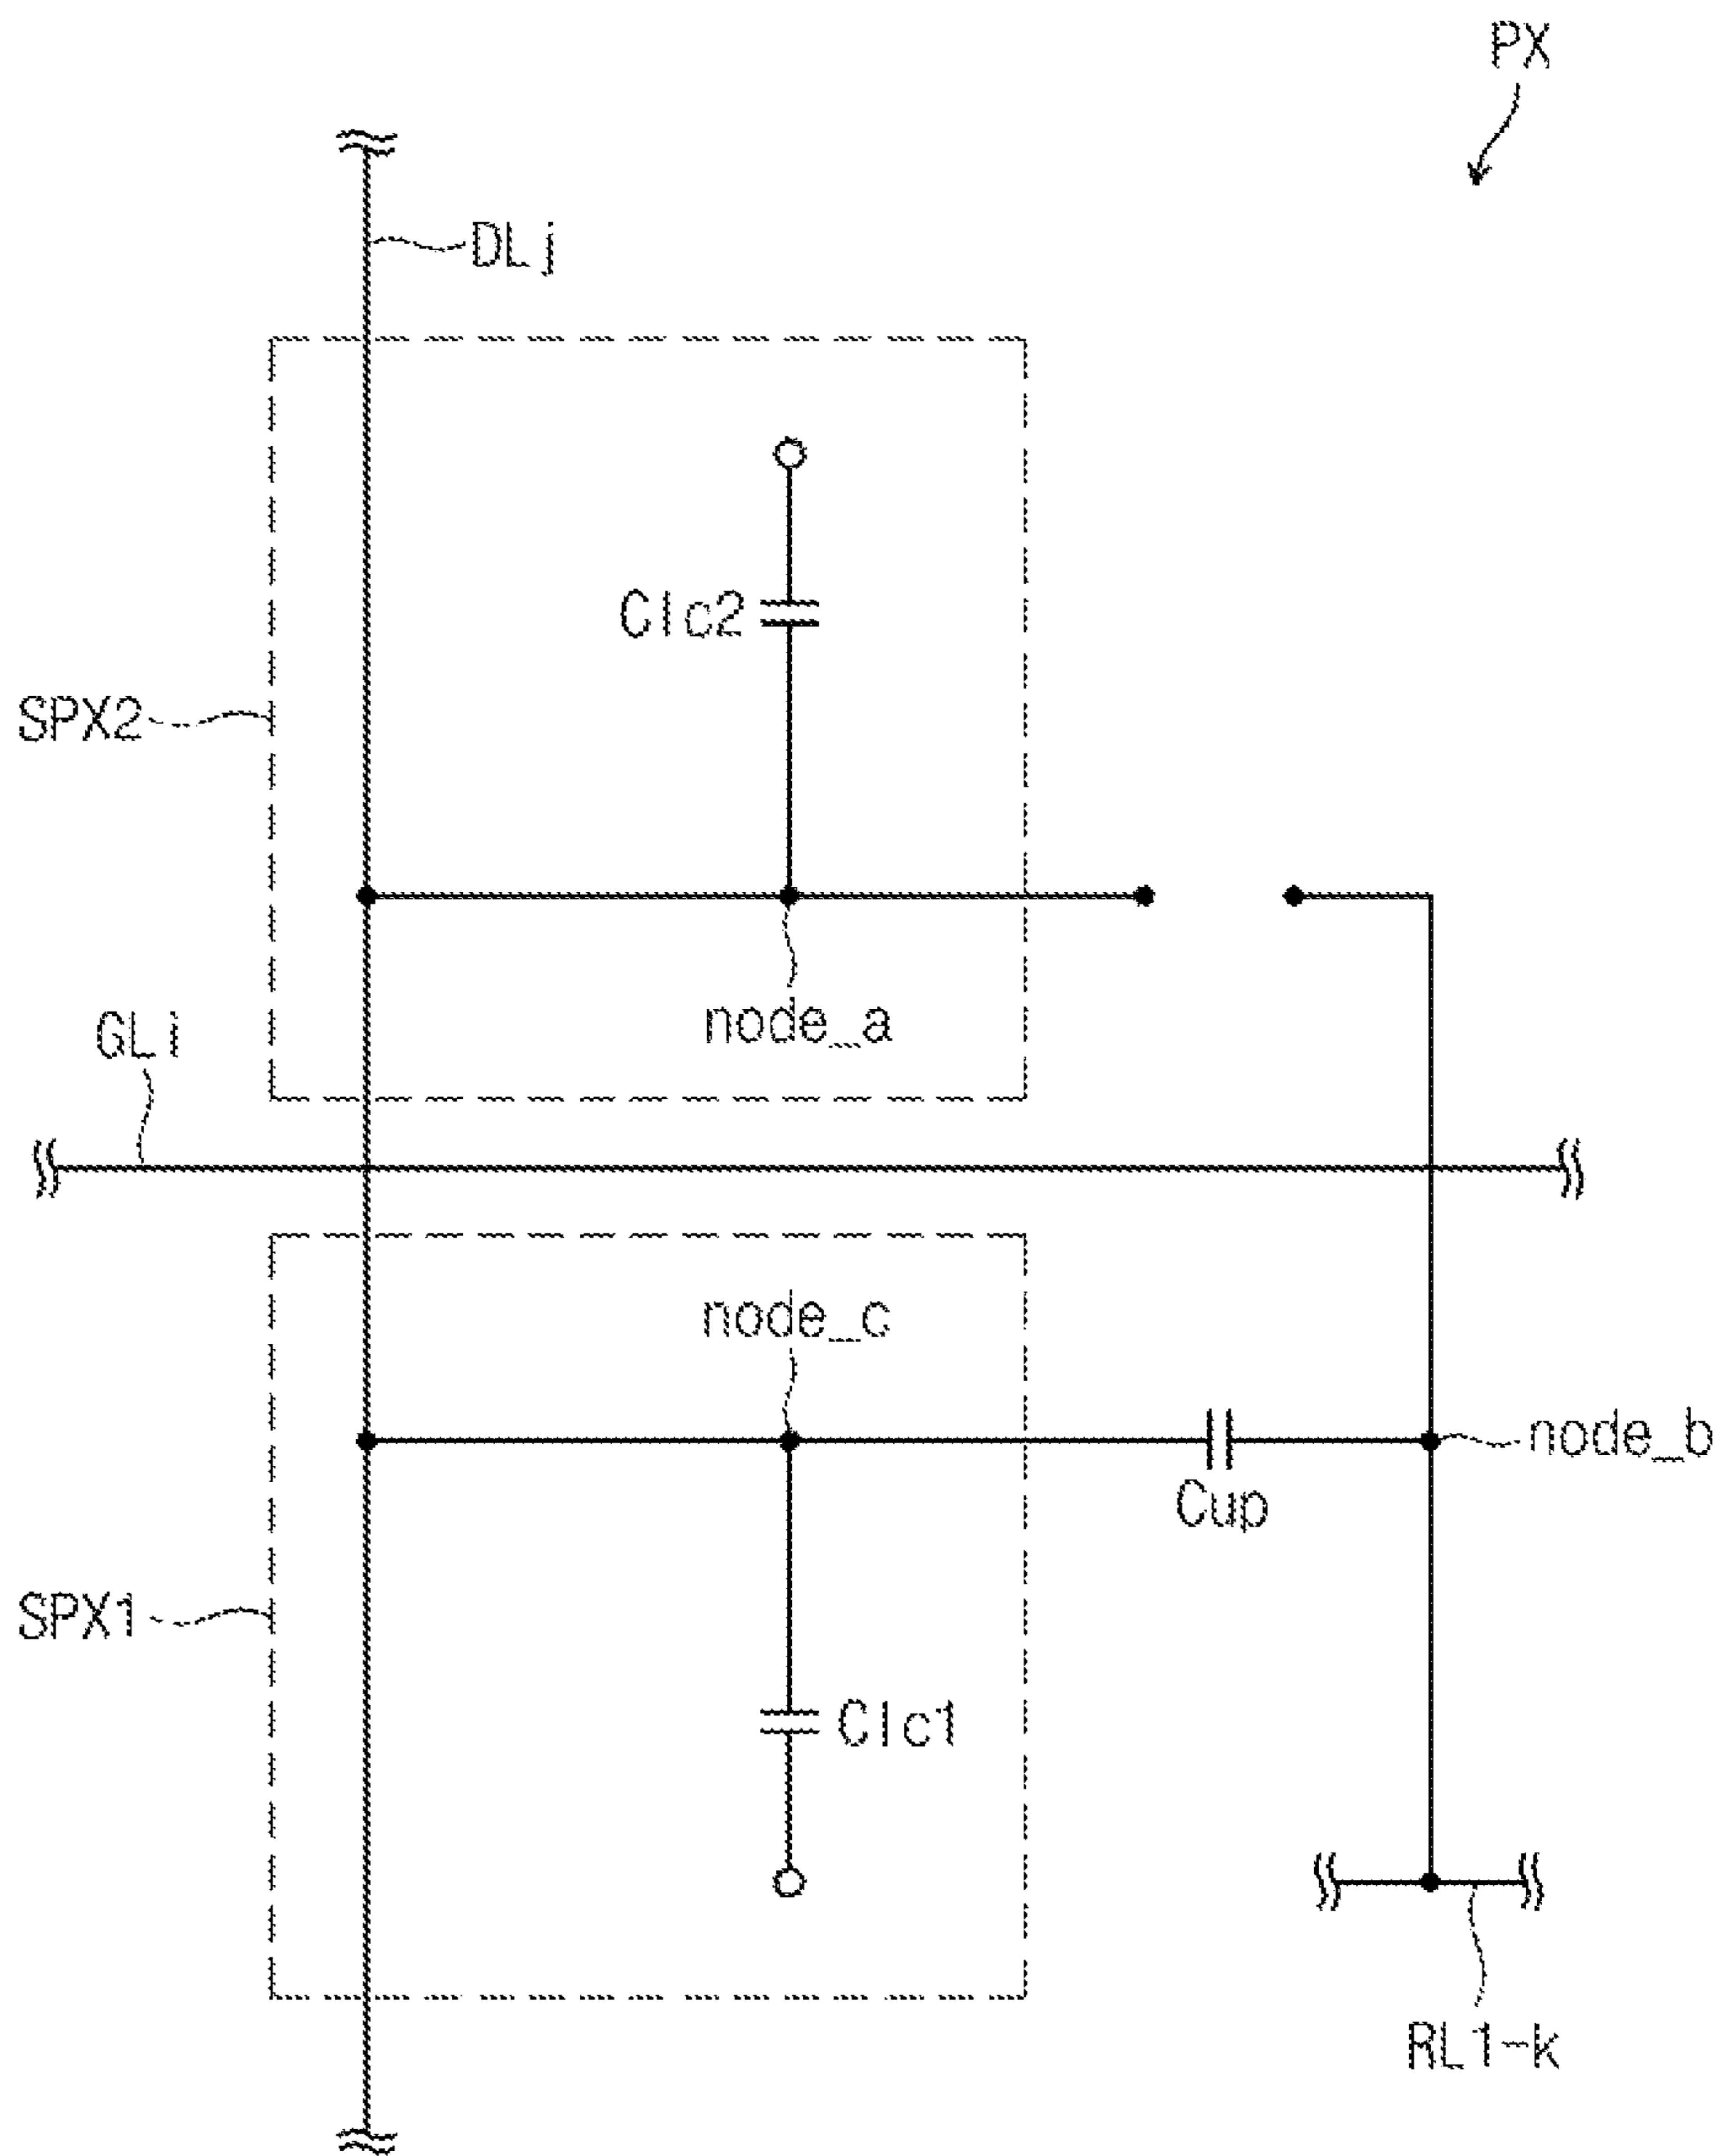 PX
DLj
Clc2
SPX2
node_a
GLi
node_c
node_b
Cup
SPX1
Clc1
RL1-k